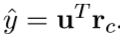 ŷ = u^T r_c.